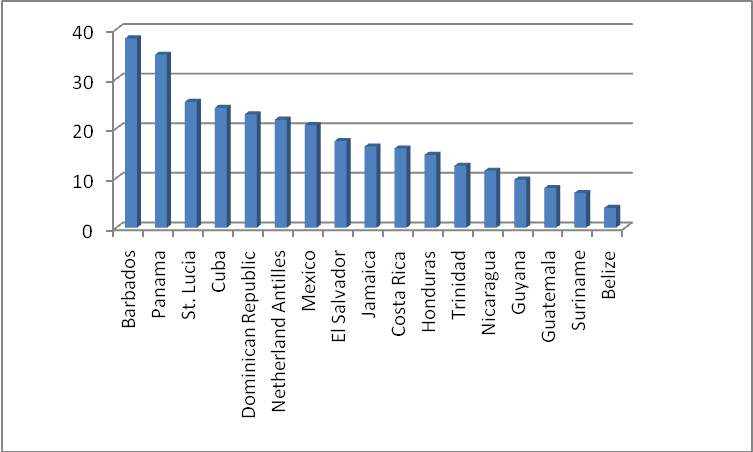 40
30
20
10
0
Barbados
Panama
St. Lucia
Cuba
Dominican Republic
Netherland Antilles
Mexico
El Salvador
Jamaica
Costa Rica
Honduras
Trinidad
Nicaragua
Guyana
Guatemala
Suriname
Belize